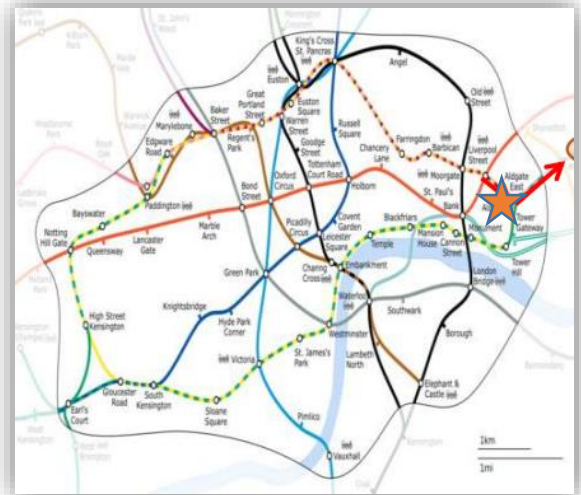 King's Cross
St. Pancras
Euston
Angel
Great
Portland
Street
Euston
Square
Warren
Street
Old
Street
Baker
Street
Regent's
Park
Marylebone
Edgware
Road
Goodge
Street
Russell
Square
Farringdon
Barbican
Liverpool
Street
Moorgate
Chancery
Lane
Aldgate
East
Tottenham
Court Road
Oxford
Circus
Holborn
St. Paul's
Bank
Bond
Street
Paddington
Bayswater
Marble
Arch
Lancaster
Gate
Notting
Hill Gate
Queensway
Tower
Gateway
Covent
Garden
Picadilly
Circus
Leicester
Square
Blackfriars
Temple
Mansion
House
Cannon
Street
Monument
Tower
Hill
Green Park
Charing
Cross
Embankment
London
Bridge
Waterloo
Southwark
High Street
Kensington
Knightsbridge
Hyde Park
Corner
Westminster
Victoria
St. James's
Park
Lambeth
North
Borough
Gloucester
Road
South
Kensington
Sloane
Square
Earl's
Court
Elephant &
Castle
Pimlico
Vauxhall
1km
1mi